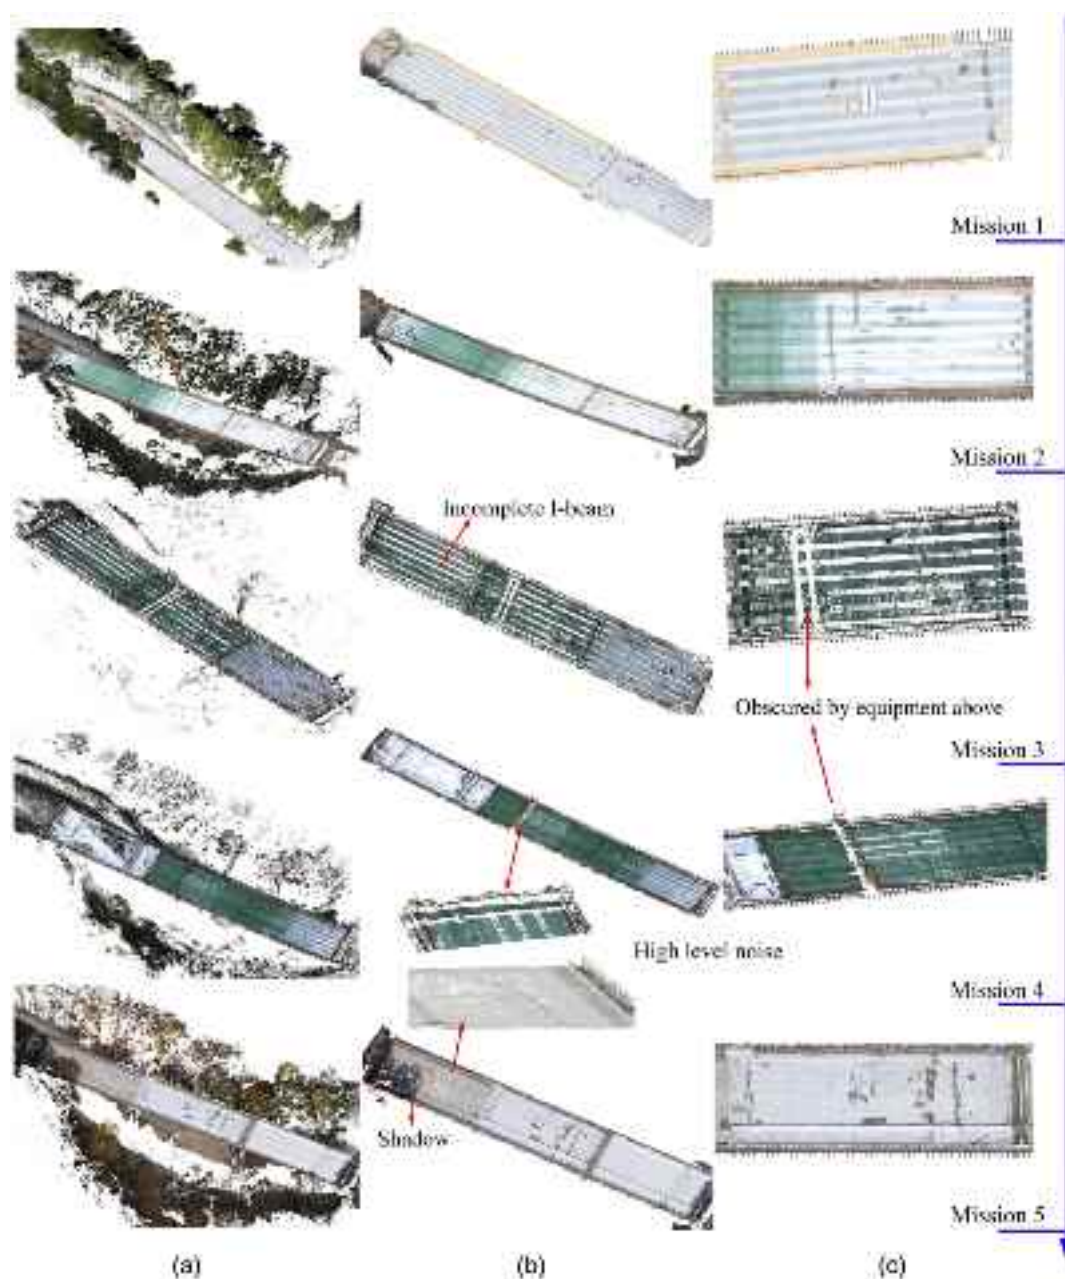 Mission 1
Mission 2
Incomplete I-beam
Obscured by equipment above
Mission 3
High level noise
Mission 4
Shadow
Mission 5
(a)
(b)
(c)